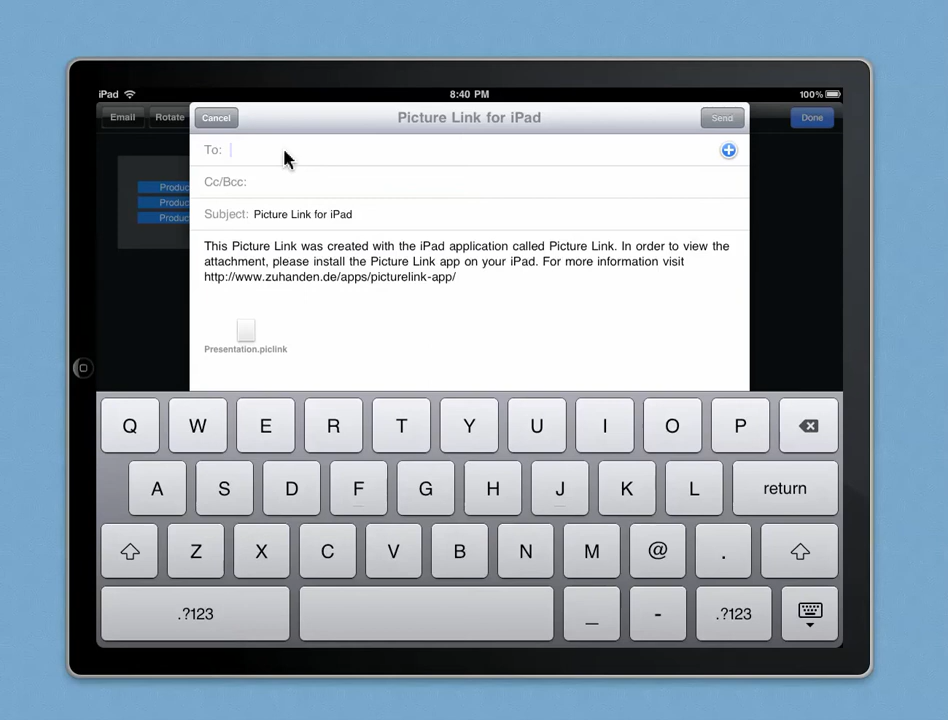 iPad 8:40 PM 100%
Email Rotate Cancel Picture Link for iPad Send Done
To:
Cc/Bcc:
Subject: Picture Link for iPad
Produc
Produc
Produc
This Picture Link was created with the iPad application called Picture Link. In order to view the
attachment, please install the Picture Link app on your iPad. For more information visit
http://www.zuhanden.de/apps/picturelink-app/
Presentation.piclink
Q W E R T Y U I O P
A S D F G H J K L return
Z X C V B N M @ .
.?123 _ - .?123